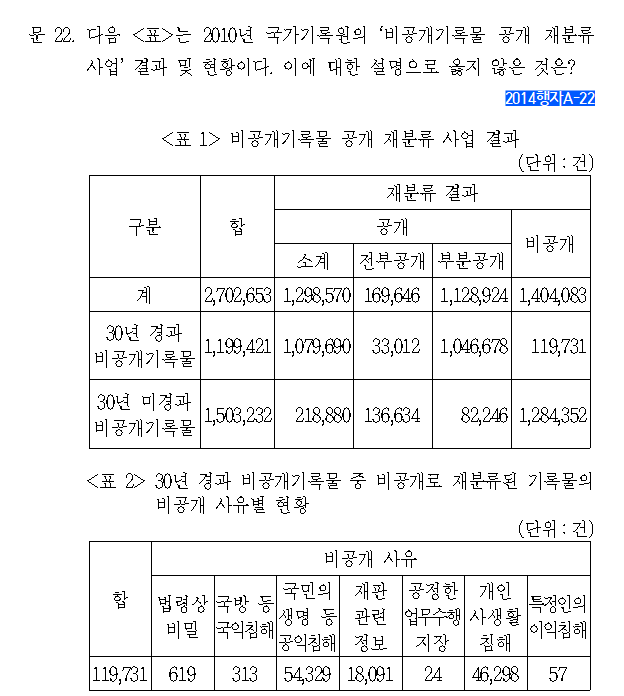 문 22. 다음 <표>는 2010년 국가기록원의 ‘비공개기록물 공개 재분류
사업’ 결과 및 현황이다. 이에 대한 설명으로 옳지 않은 것은?
2014행자A-22
<표 1> 비공개기록물 공개 재분류 사업 결과
(단위 : 건)
구분 합 재분류 결과
공개 비공개
소계 전부공개 부분공개
계 2,702,653 1,298,570 169,646 1,128,924 1,404,083
30년 경과
비공개기록물 1,199,421 1,079,690 33,012 1,046,678 119,731
30년 미경과
비공개기록물 1,503,232 218,880 136,634 82,246 1,284,352
<표 2> 30년 경과 비공개기록물 중 비공개로 재분류된 기록물의
비공개 사유별 현황
(단위 : 건)
합 비공개 사유
법령상
비밀
국방 등
국익침해
국민의
생명 등
공익침해
재판
관련
정보
공정한
업무수행
지장
개인
사생활
침해
특정인의
이익침해
119,731 619 313 54,329 18,091 24 46,298 57